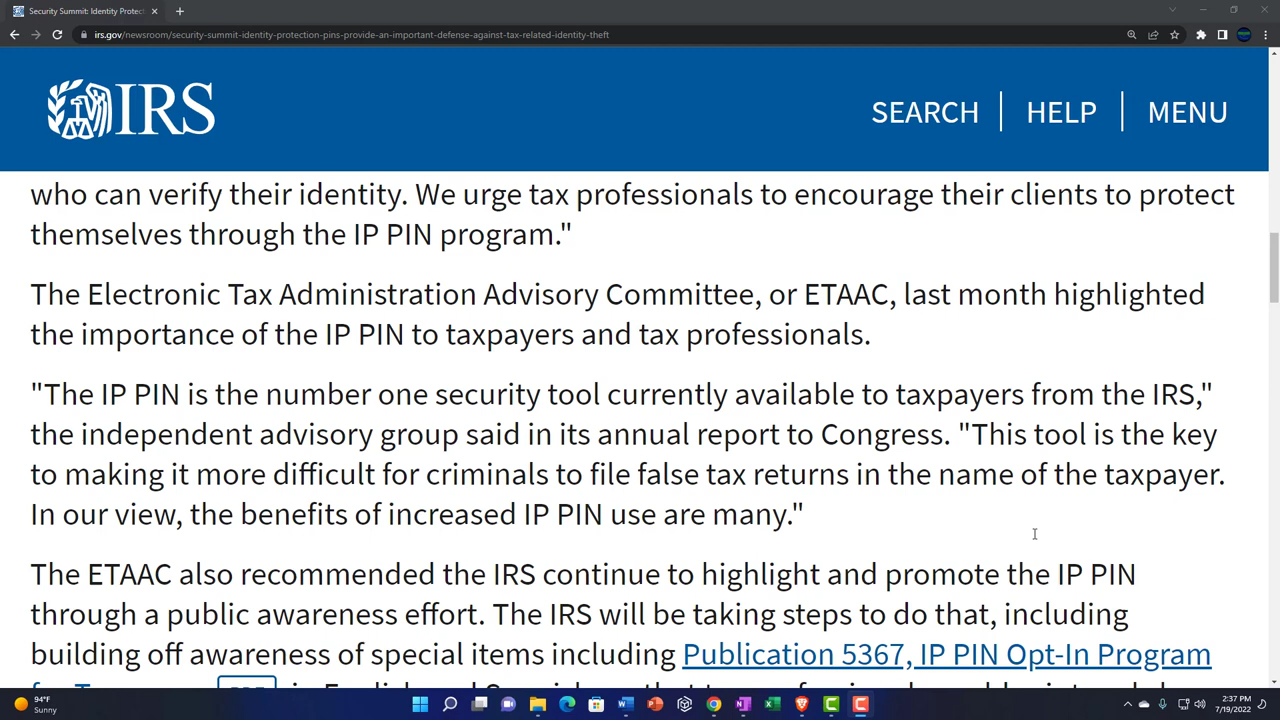 Security Summit: Identity Protec
irs.gov/newsroom/security-summit-identity-protection-pins-provide-an-important-defense-against-tax-related-identity-theft
IRS
SEARCH
HELP
MENU
who can verify their identity. We urge tax professionals to encourage their clients to protect
themselves through the IP PIN program."
The Electronic Tax Administration Advisory Committee, or ETAAC, last month highlighted
the importance of the IP PIN to taxpayers and tax professionals.
"The IP PIN is the number one security tool currently available to taxpayers from the IRS,"
the independent advisory group said in its annual report to Congress. "This tool is the key
to making it more difficult for criminals to file false tax returns in the name of the taxpayer.
In our view, the benefits of increased IP PIN use are many."
The ETAAC also recommended the IRS continue to highlight and promote the IP PIN
through a public awareness effort. The IRS will be taking steps to do that, including
building off awareness of special items including Publication 5367, IP PIN Opt-In Program
94°F
Sunny
2:37 PM
7/19/2022